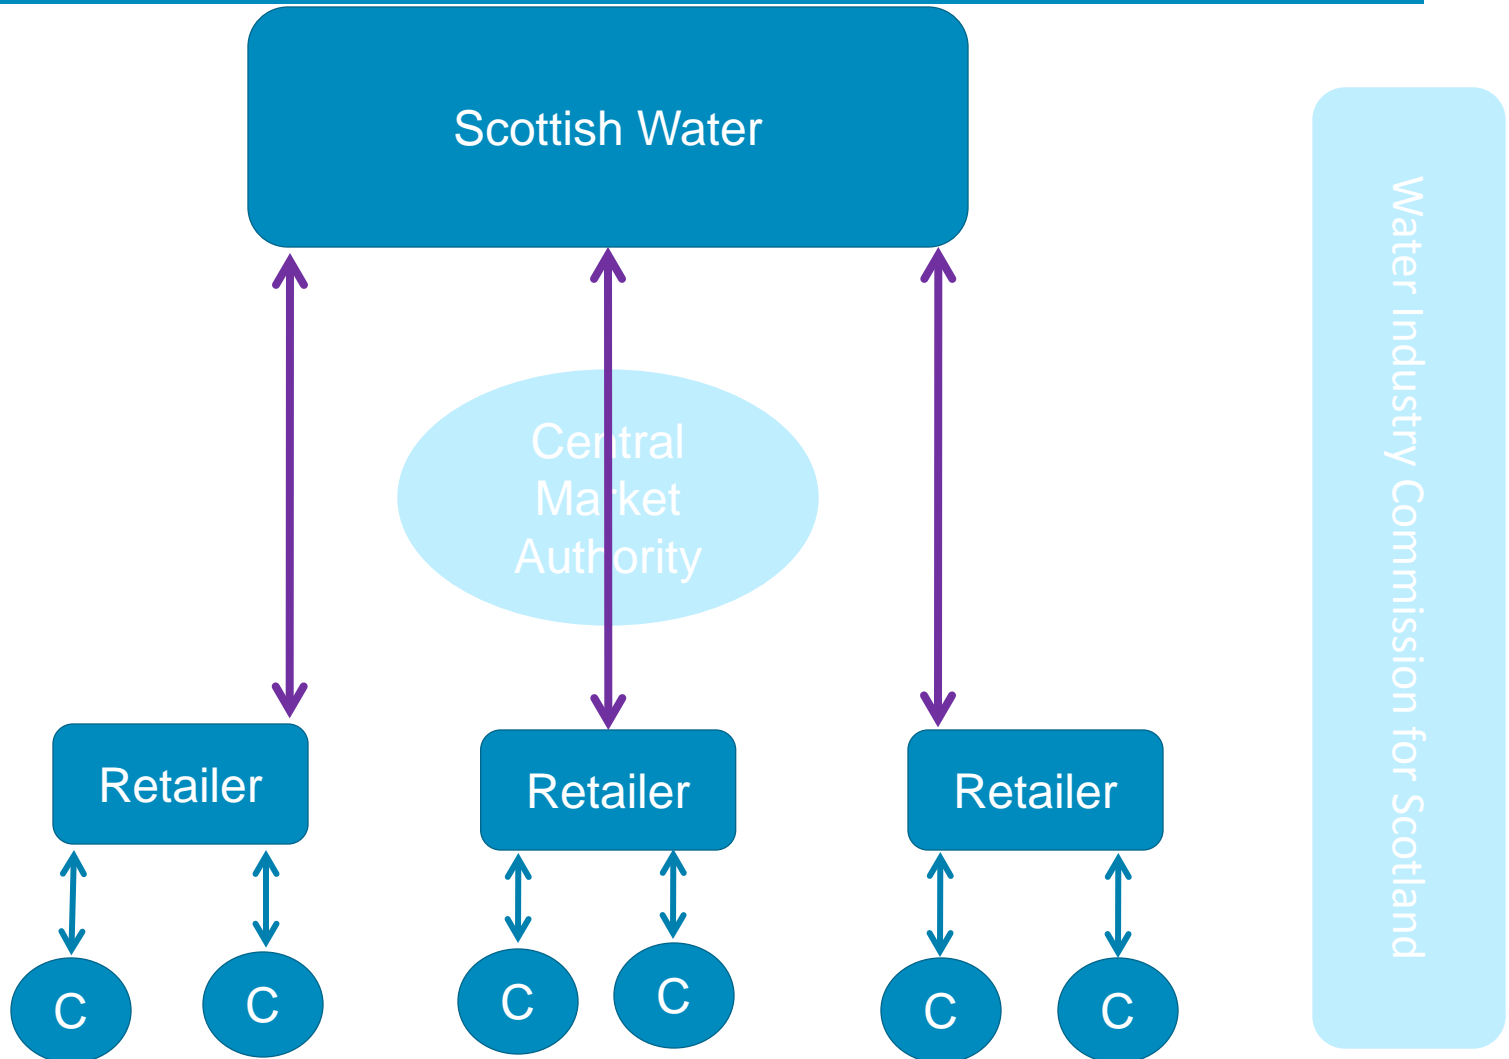 Scottish Water
Central
Market
Authority
Water Industry Commission for Scotland
Retailer
Retailer
Retailer
C
C
C
C
C
C